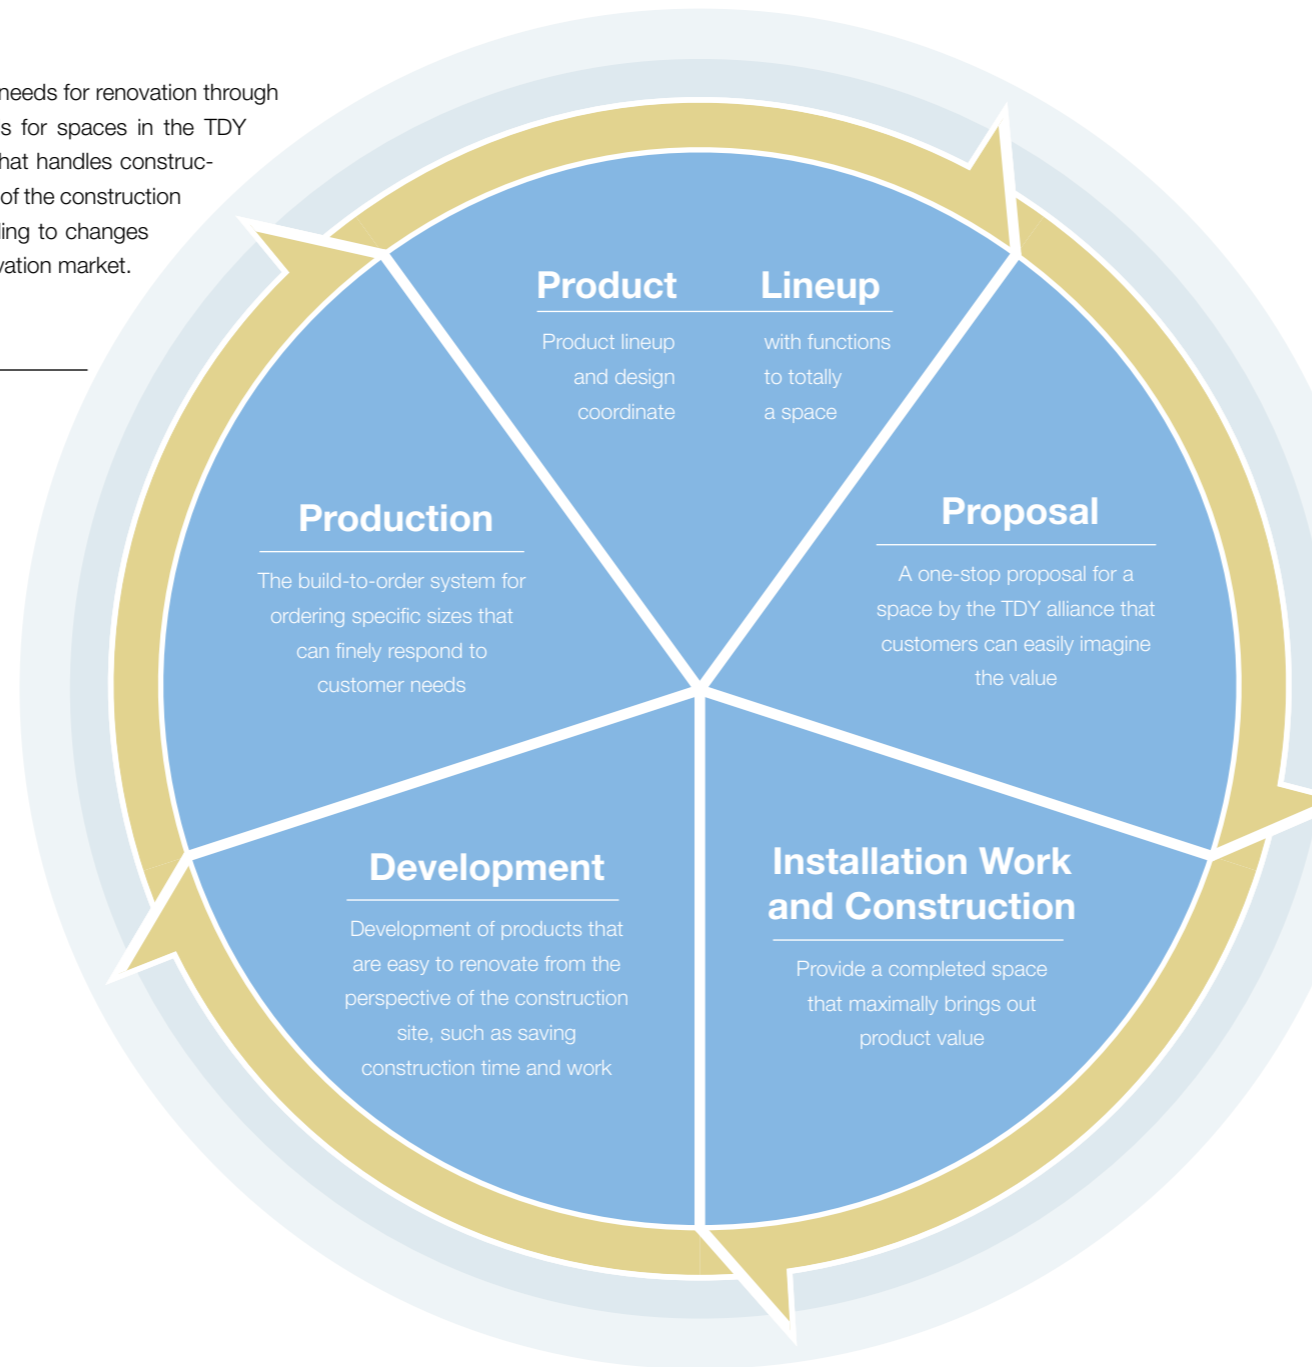 needs for renovation through
s for spaces in the TDY
hat handles construc-
of the construction
ling to changes
vation market.
Product Lineup
Product lineup with functions
and design to totally
coordinate a space
Proposal
A one-stop proposal for a
space by the TDY alliance that
customers can easily imagine
the value
Installation Work
and Construction
Provide a completed space
that maximally brings out
product value
Development
Development of products that
are easy to renovate from the
perspective of the construction
site, such as saving
construction time and work
Production
The build-to-order system for
ordering specific sizes that
can finely respond to
customer needs